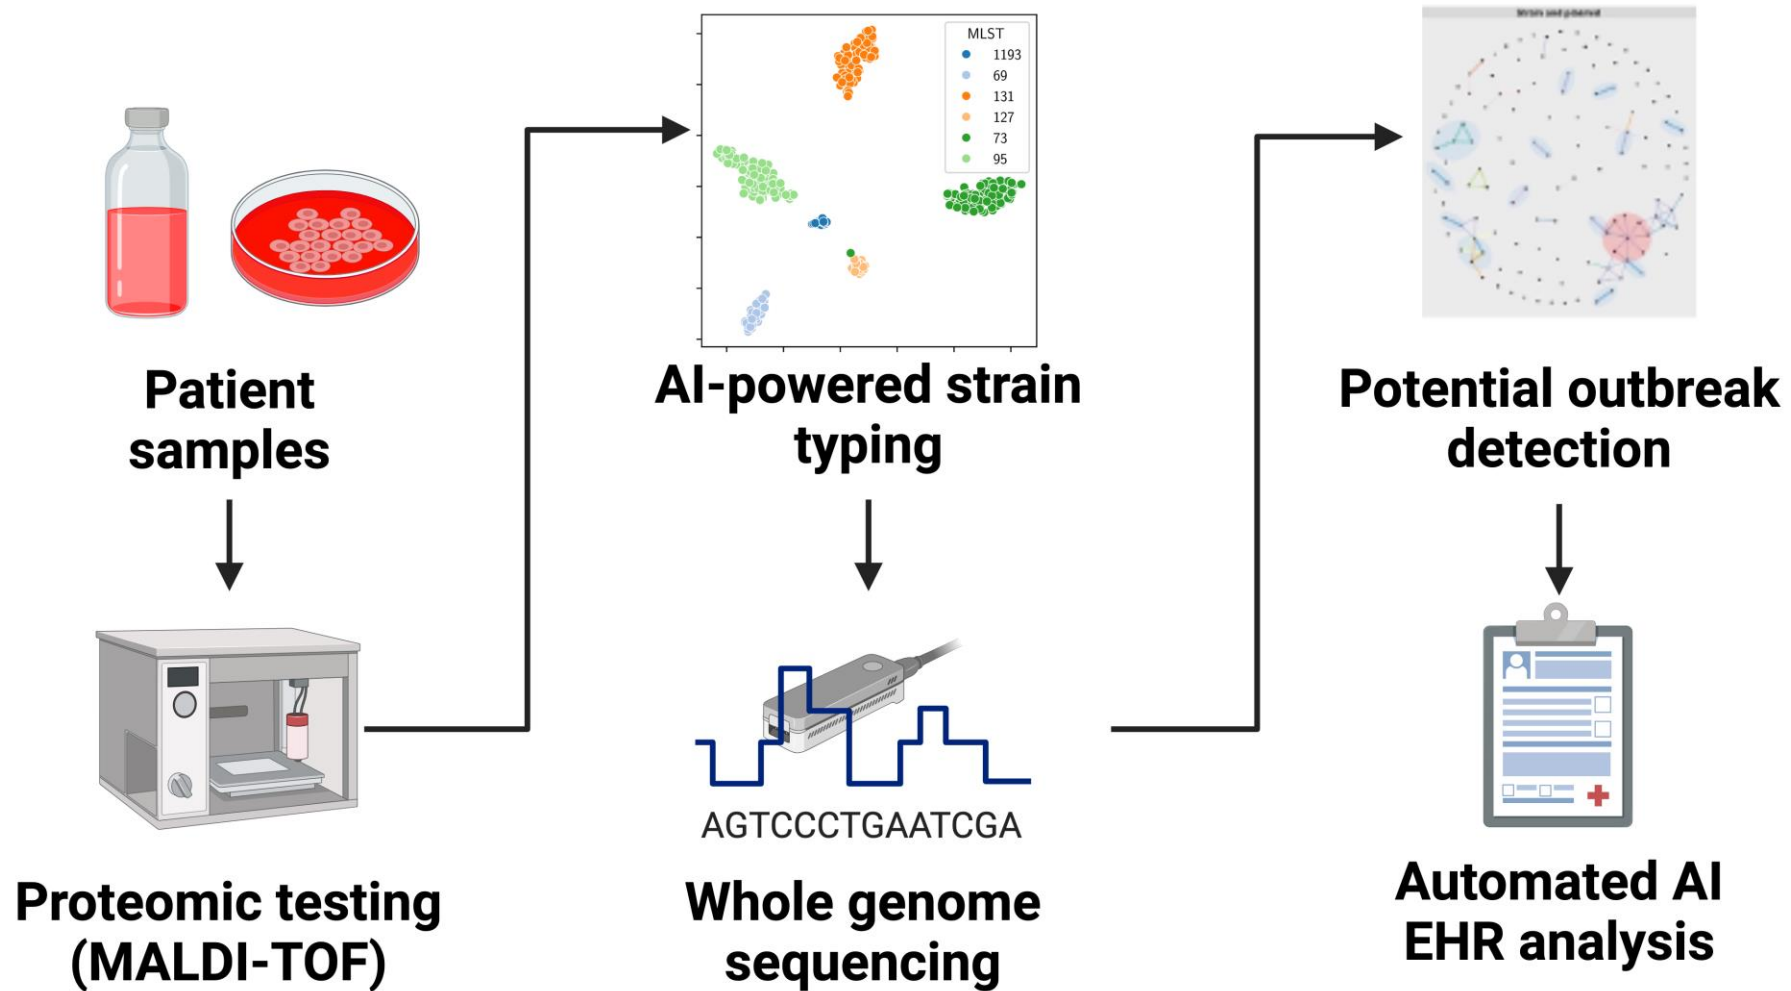 Patient
samples
Proteomic testing
(MALDI-TOF)
MLST
1193
69
131
127
73
95
AI-powered strain
typing
AGTCCCTGAATCGA
Whole genome
sequencing
Potential outbreak
detection
Automated AI
EHR analysis